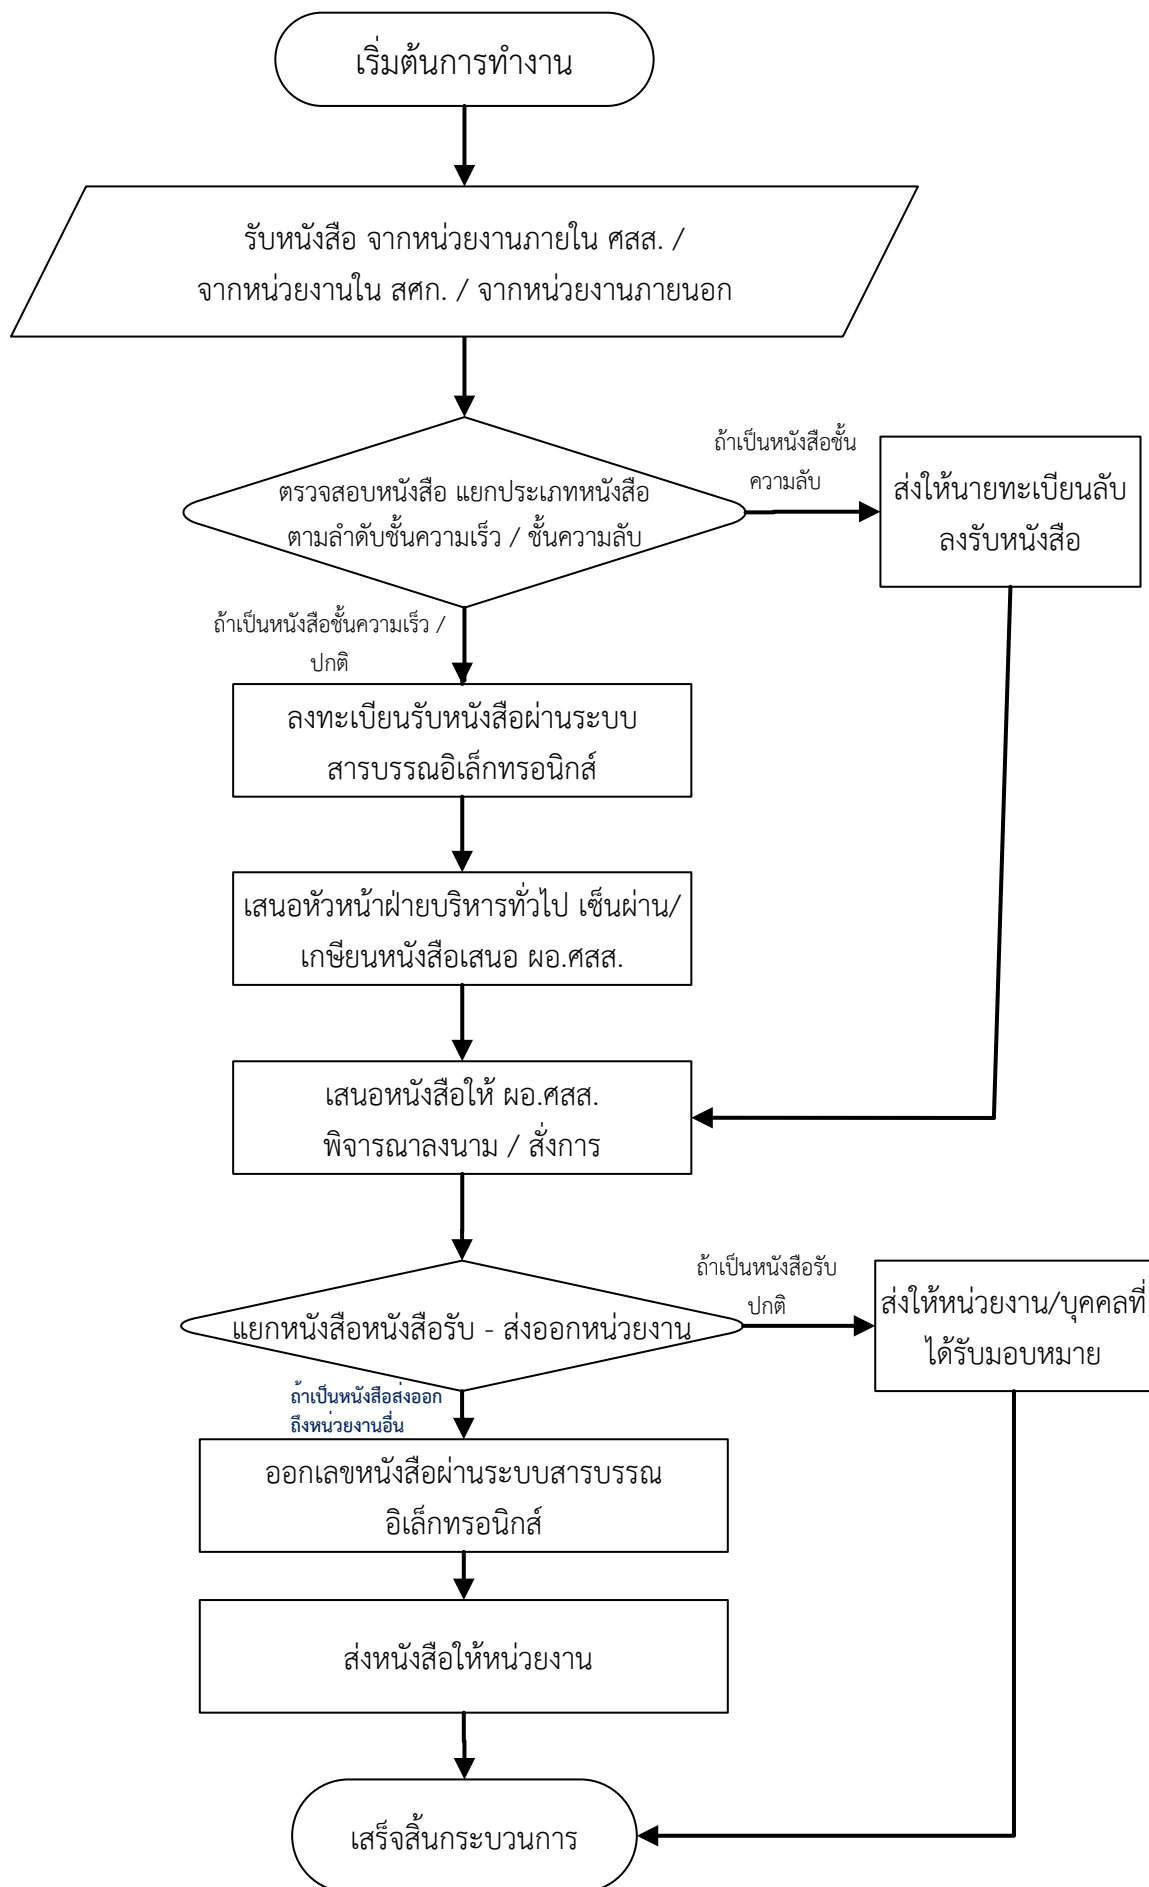 เริ่มต้นการทำงาน
รับหนังสือ จากหน่วยงานภายใน ศสส. /
จากหน่วยงานใน สศก. / จากหน่วยงานภายนอก
ถ้าเป็นหนังสือชั้น
ความลับ
ส่งให้นายทะเบียนลับ
ลงรับหนังสือ
ตรวจสอบหนังสือ แยกประเภทหนังสือ
ตามลำดับชั้นความเร็ว / ชั้นความลับ
ถ้าเป็นหนังสือชั้นความเร็ว /
ปกติ
ลงทะเบียนรับหนังสือผ่านระบบ
สารบรรณอิเล็กทรอนิกส์
เสนอหัวหน้าฝ่ายบริหารทั่วไป เซ็นผ่าน/
เกษียนหนังสือเสนอ ผอ.ศสส.
เสนอหนังสือให้ ผอ.ศสส.
พิจารณาลงนาม / สั่งการ
ถ้าเป็นหนังสือรับ
ปกติ
ส่งให้หน่วยงาน/บุคคลที่
ได้รับมอบหมาย
แยกหนังสือหนังสือรับ - ส่งออกหน่วยงาน
ถ้าเป็นหนังสือส่งออก
ถึงหน่วยงานอื่น
ออกเลขหนังสือผ่านระบบสารบรรณ
อิเล็กทรอนิกส์
ส่งหนังสือให้หน่วยงาน
เสร็จสิ้นกระบวนการ